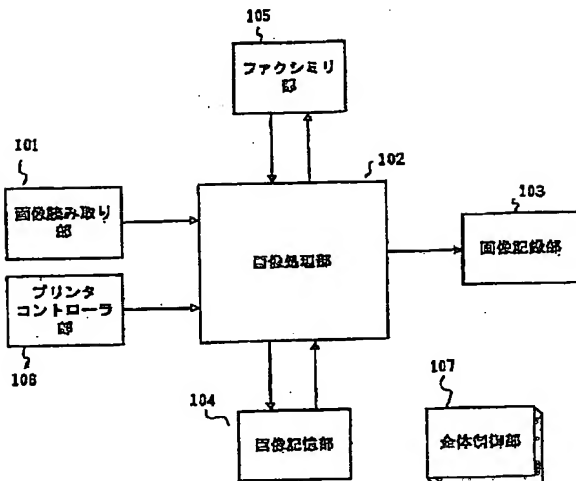 105
ファクシミリ
部
101
画像読み取り
部
102
画像処理部
103
画像記録部
プリンタ
コントローラ
部
108
104
画像記憶部
107
全体制御部